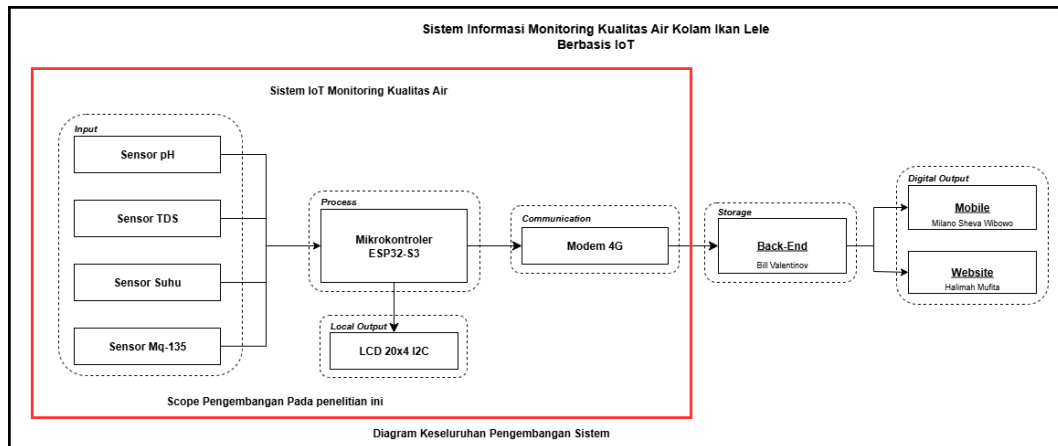 Sistem Informasi Monitoring Kualitas Air Kolam Ikan Lele
Berbasis IoT
Sistem IoT Monitoring Kualitas Air
Input
Sensor pH
Sensor TDS
Sensor Suhu
Sensor Mq-135
Process
Mikrokontroler
ESP32-S3
Local Output
LCD 20x4 I2C
Communication
Modem 4G
Storage
Back-End
Bill Valentinov
Digital Output
Mobile
Milano Sheva Wibowo
Website
Halimah Mufita
Scope Pengembangan Pada penelitian ini
Diagram Keseluruhan Pengembangan Sistem